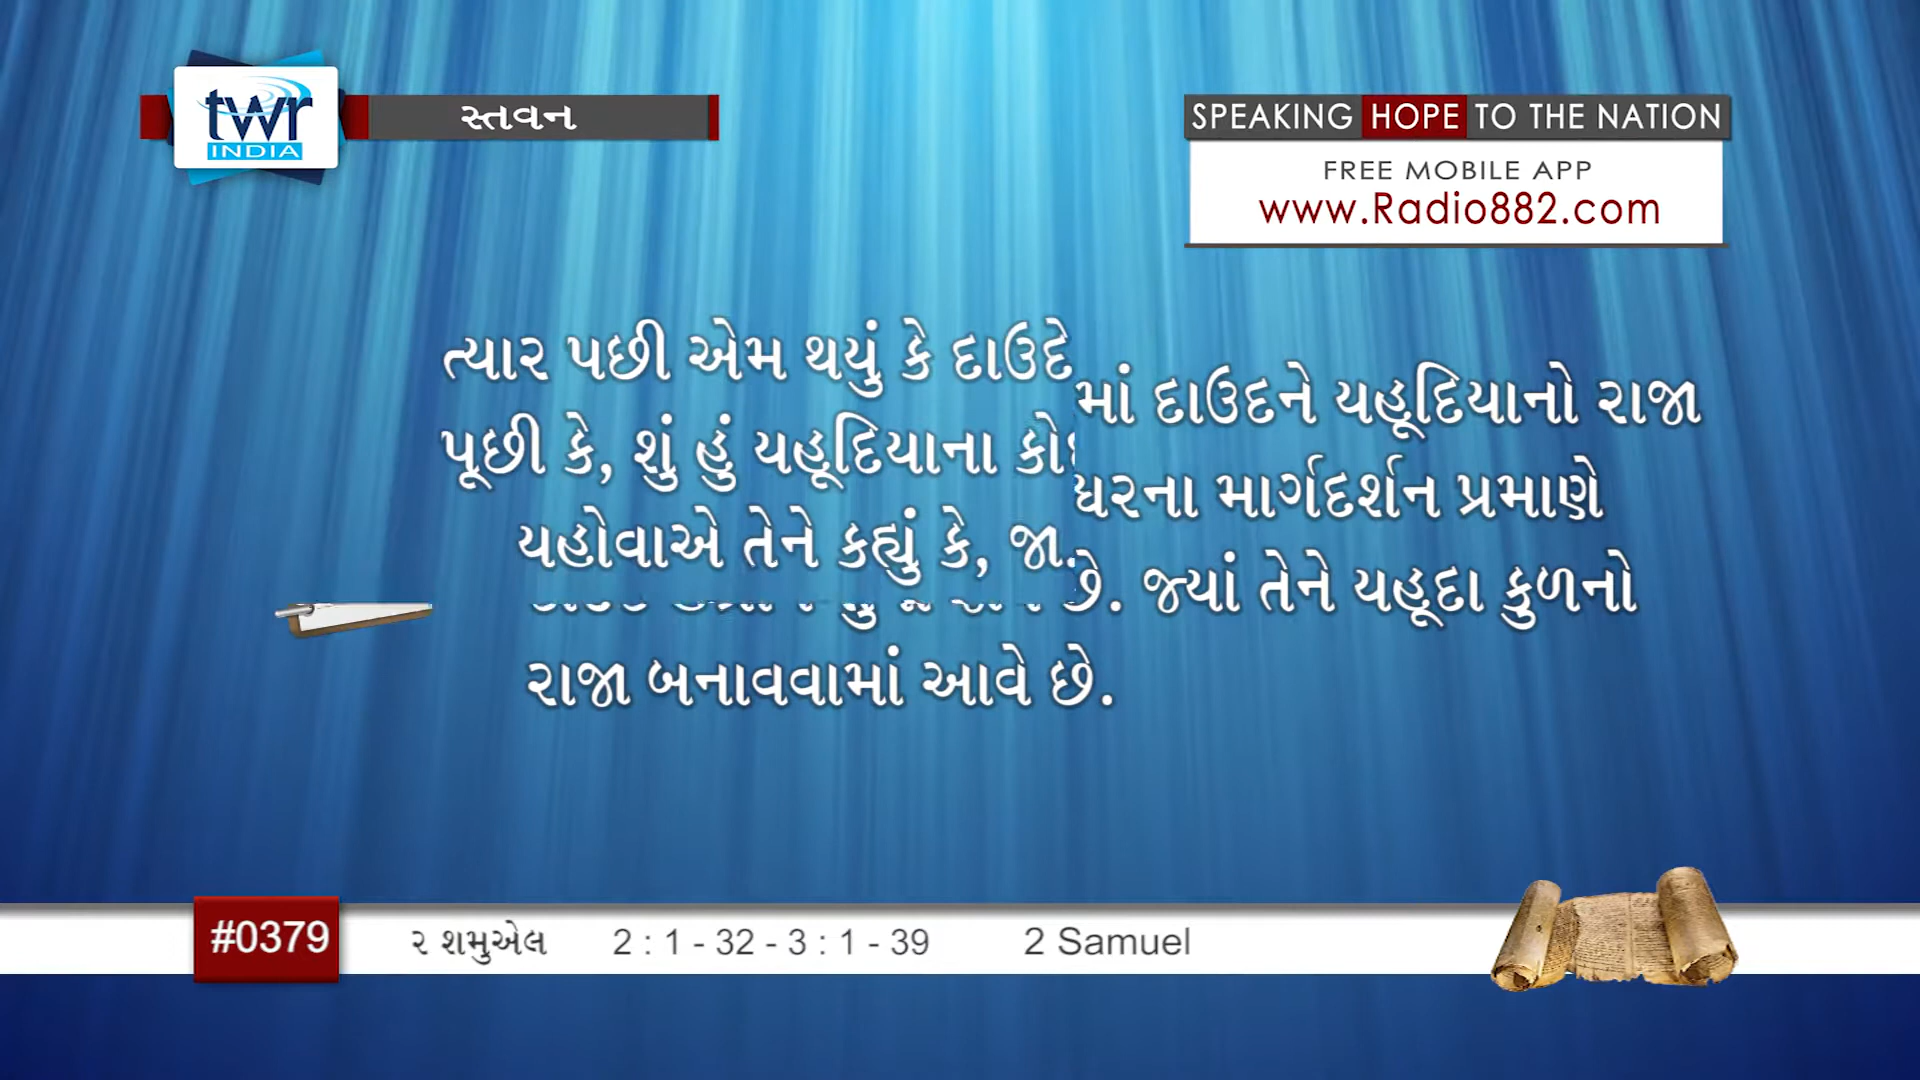 twr
INDIA
સ્તવન
SPEAKING HOPE TO THE NATION
FREE MOBILE APP
www.Radio882.com
ત્યાર પછી એમ થયું કે દાઉદે
પૂછી કે, શું હું યહૂદિયાના
યહોવાએ તેને કહ્યું કે, જા.
માં દાઉદને યહૂદિયાનો રાજા
માર્ગદર્શન પ્રમાણે
છે. જ્યાં તેને યહૂદા કુળનો
રાજા બનાવવામાં આવે છે.
#0379
૨ શમુએલ 2 : 1 - 32 - 3 : 1 - 39 2 Samuel